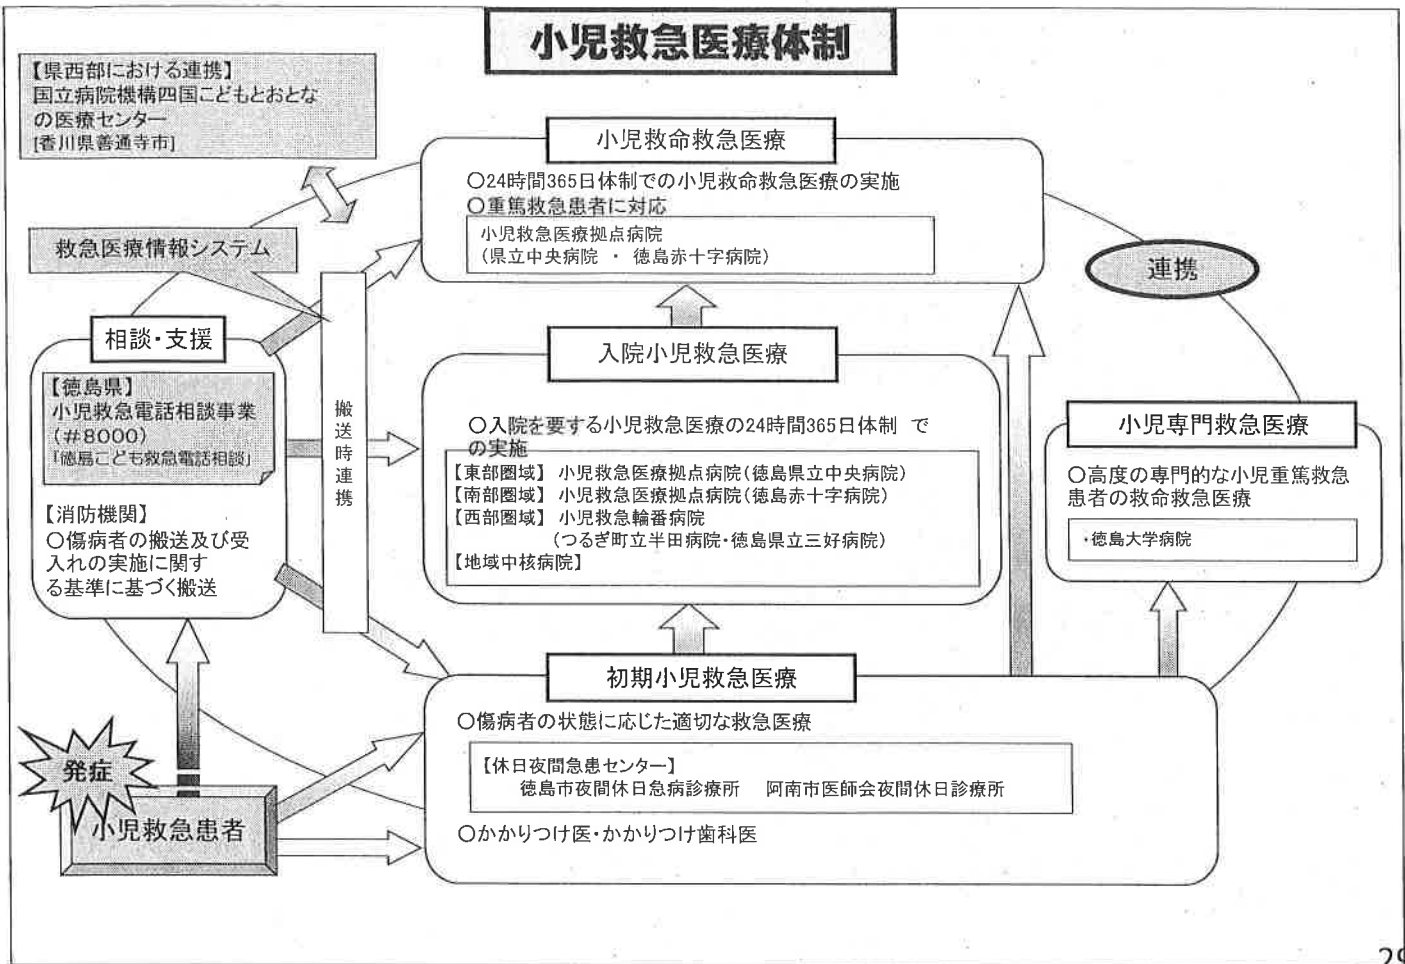 小児救急医療体制
【県西部における連携】
国立病院機構四国こどもとおとな
の医療センター
[香川県善通寺市]
小児救命救急医療
○24時間365日体制での小児救命救急医療の実施
○重篤救急患者に対応
小児救急医療拠点病院
(県立中央病院 ・ 徳島赤十字病院)
救急医療情報システム
連携
相談・支援
【徳島県】
小児救急電話相談事業
(#8000)
「徳島こども救急電話相談」
【消防機関】
○傷病者の搬送及び受
入れの実施に関す
る基準に基づく搬送
搬送時連携
入院小児救急医療
○入院を要する小児救急医療の24時間365日体制 で
の実施
【東部圏域】 小児救急医療拠点病院(徳島県立中央病院)
【南部圏域】 小児救急医療拠点病院(徳島赤十字病院)
【西部圏域】 小児救急輪番病院
(つるぎ町立半田病院・徳島県立三好病院)
【地域中核病院】
小児専門救急医療
○高度の専門的な小児重篤救急
患者の救命救急医療
・徳島大学病院
初期小児救急医療
○傷病者の状態に応じた適切な救急医療
【休日夜間急患センター】
徳島市夜間休日急病診療所 阿南市医師会夜間休日診療所
○かかりつけ医・かかりつけ歯科医
発症
小児救急患者
29